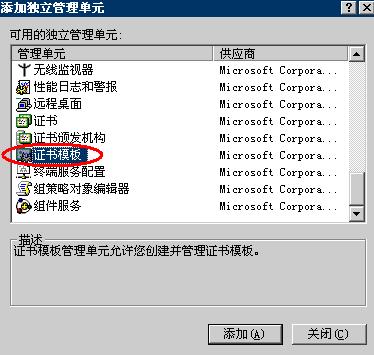 添加独立管理单元
可用的独立管理单元:
管理单元 供应商
无线监视器 Microsoft Corpora...
性能日志和警报 Microsoft Corpora...
远程桌面 Microsoft Corpora...
证书 Microsoft Corpora...
证书颁发机构 Microsoft Corpora...
证书模板 Microsoft Corpora...
终端服务配置 Microsoft Corpora...
组策略对象编辑器 Microsoft Corpora...
组件服务 Microsoft Corpora...
描述
证书模板管理单元允许您创建并管理证书模板。
添加(A) 关闭(C)